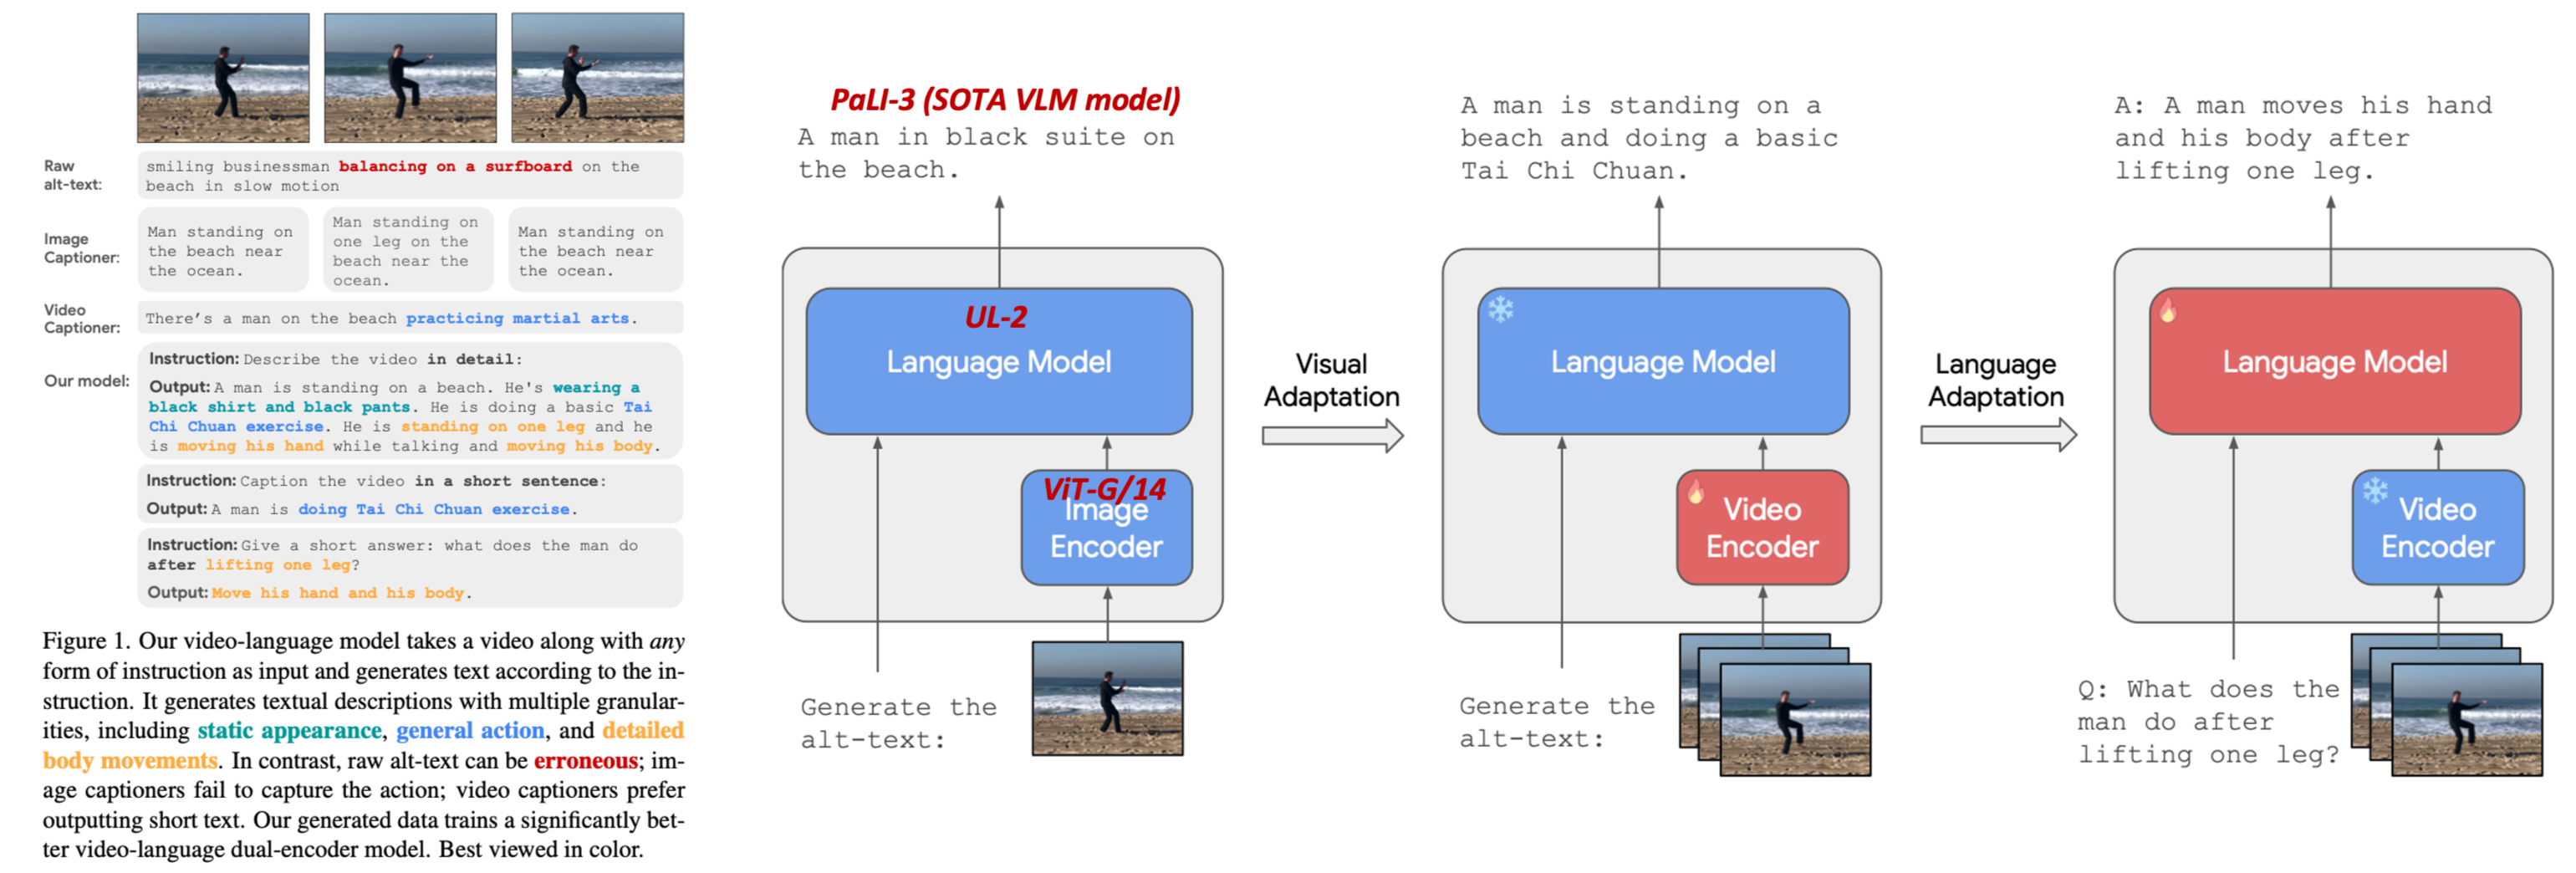 Raw
alt-text:
smiling businessman balancing on a surfboard on the
beach in slow motion
Image
Captioner:
Man standing on
the beach near
the ocean.
Man standing on
one leg on the
beach near the
ocean.
Man standing on
the beach near
the ocean.
Video
Captioner:
There's a man on the beach practicing martial arts.
Our model:
Instruction: Describe the video in detail:
Output: A man is standing on a beach. He's wearing a
black shirt and black pants. He is doing a basic Tai
Chi Chuan exercise. He is standing on one leg and he
is moving his hand while talking and moving his body.
Instruction: Caption the video in a short sentence:
Output: A man is doing Tai Chi Chuan exercise.
Instruction: Give a short answer: what does the man do
after lifting one leg?
Output: Move his hand and his body.
Figure 1. Our video-language model takes a video along with any
form of instruction as input and generates text according to the in-
struction. It generates textual descriptions with multiple granular-
ities, including static appearance, general action, and detailed
body movements. In contrast, raw alt-text can be erroneous; im-
age captioners fail to capture the action; video captioners prefer
outputting short text. Our generated data trains a significantly bet-
ter video-language dual-encoder model. Best viewed in color.
PaLI-3 (SOTA VLM model)
A man in black suite on
the beach.
UL-2
Language Model
ViT-G/14
Image
Encoder
Generate the
alt-text:
Visual
Adaptation
A man is standing on a
beach and doing a basic
Tai Chi Chuan.
Language Model
Video
Encoder
Generate the
alt-text:
Language
Adaptation
A: A man moves his hand
and his body after
lifting one leg.
Language Model
Video
Encoder
Q: What does the
man do after
lifting one leg?